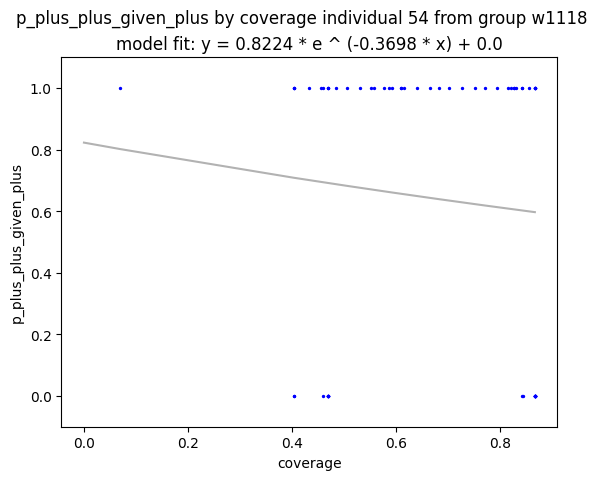 p_plus_plus_given_plus by coverage individual 54 from group w1118
model fit: y = 0.8224 * e ^ (-0.3698 * x) + 0.0
p_plus_plus_given_plus
1.0
0.8
0.6
0.4
0.2
0.0
0.0 0.2 0.4 0.6 0.8
coverage